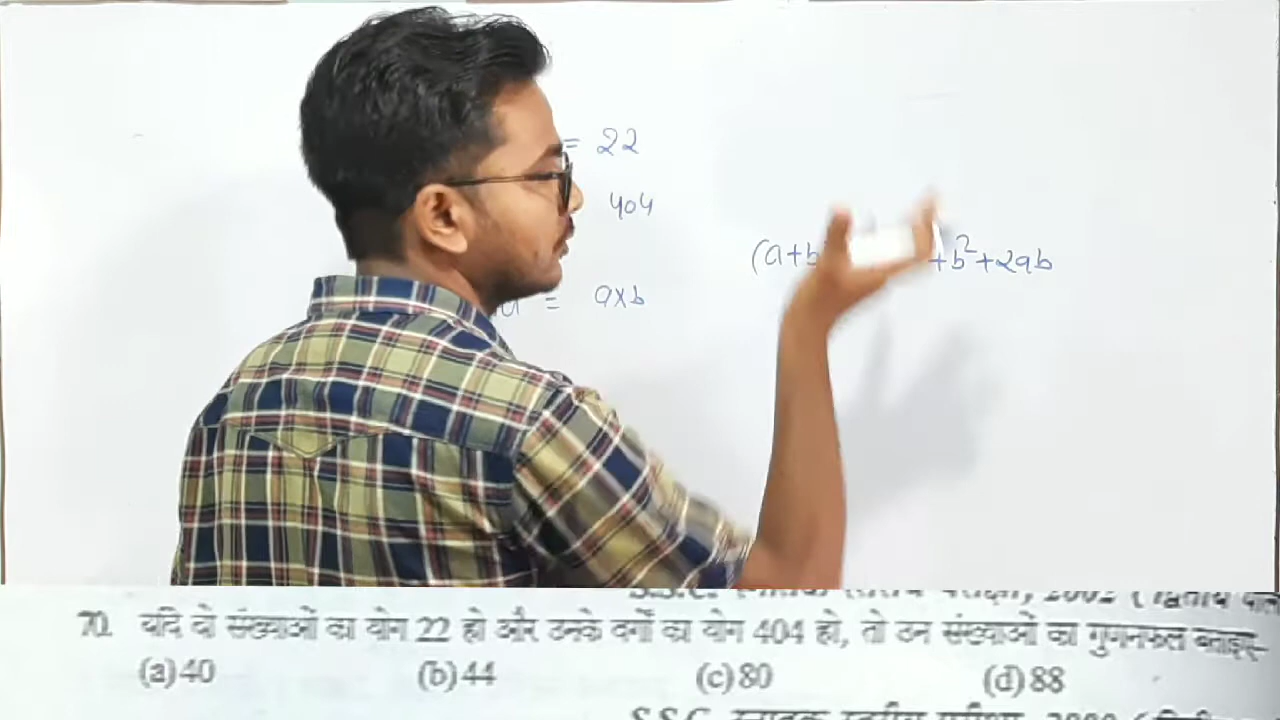 = 22
404
= a×b
(a+b +b²+2ab
70. यदि दो संख्याओं का योग 22 हो और उनके वर्गों का योग 404 हो, तो उन संख्याओं का गुणनफल बताइए–
(a) 40 (b) 44 (c) 80 (d) 88